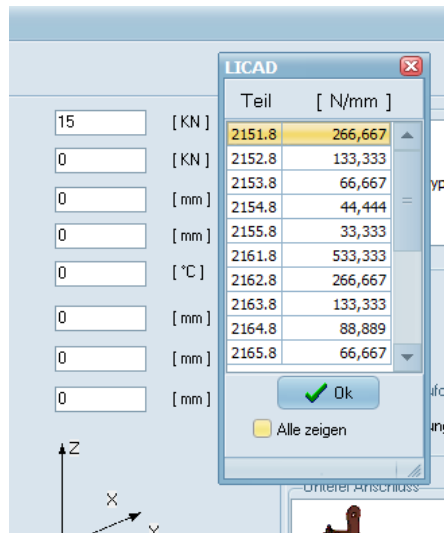 LICAD
Teil [ N/mm ]
15 [ KN ]
2151.8 266,667
0 [ KN ]
2152.8 133,333
2153.8 66,667
0 [ mm ]
2154.8 44,444
0 [ mm ]
2155.8 33,333
0 [ °C ]
2161.8 533,333
2162.8 266,667
0 [ mm ]
2163.8 133,333
2164.8 88,889
0 [ mm ]
2165.8 66,667
0 [ mm ]
Ok
Alle zeigen
Z
Unterer Anschluss
X
Y